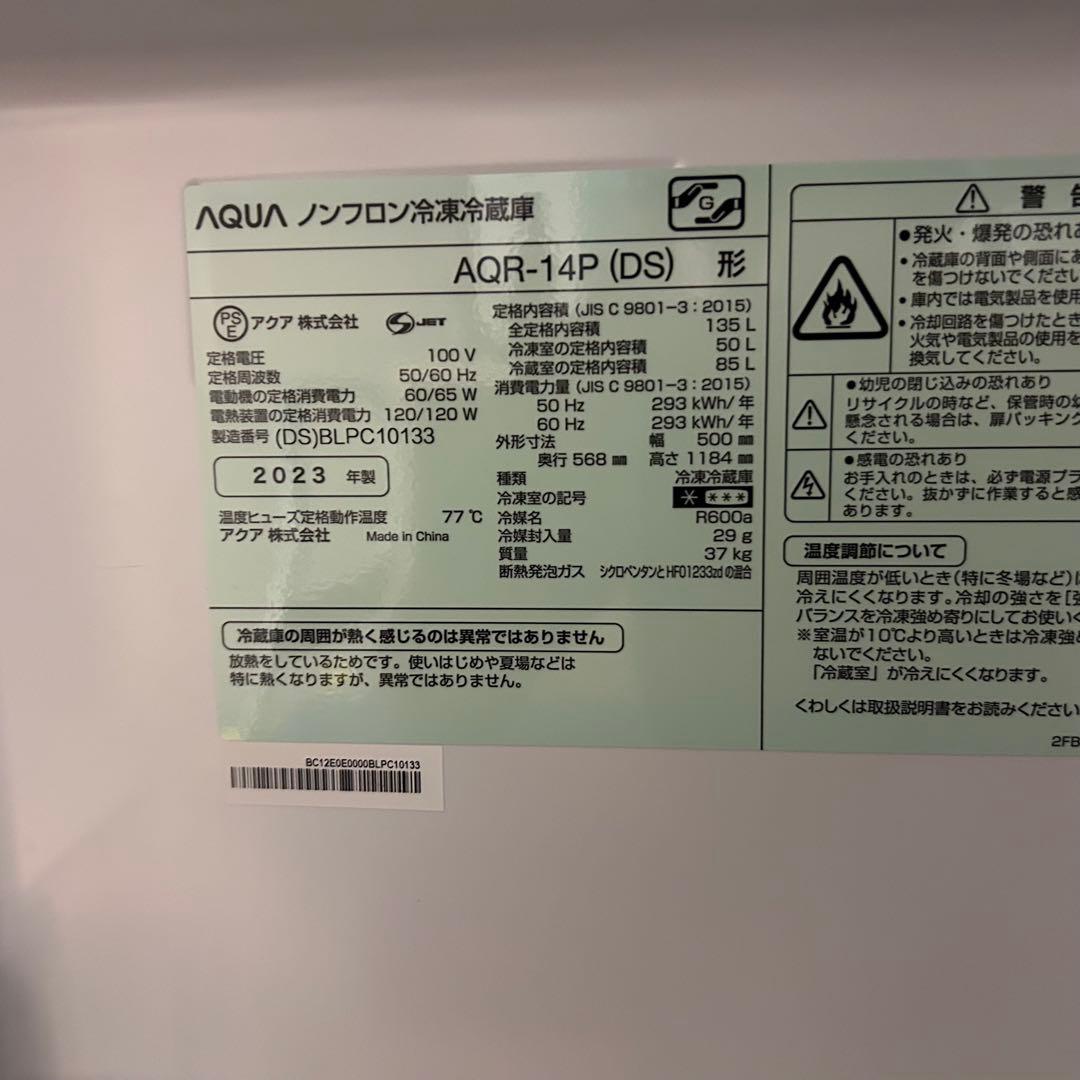 AQUA ノンフロン冷凍冷蔵庫
G
AQR-14P (DS) 形
PSE アクア 株式会社 S-JET
定格電圧 100 V
定格周波数 50/60 Hz
電動機の定格消費電力 60/65 W
電熱装置の定格消費電力 120/120 W
製造番号 (DS)BLPC10133
2023 年製
温度ヒューズ定格動作温度 77 ℃
アクア 株式会社 Made in China
定格内容積 (JIS C 9801-3 : 2015)
全定格内容積 135 L
冷凍室の定格内容積 50 L
冷蔵室の定格内容積 85 L
消費電力量 (JIS C 9801-3 : 2015)
50 Hz 293 kWh/年
60 Hz 293 kWh/年
外形寸法 幅 500 ㎜
奥行 568 ㎜ 高さ 1184 ㎜
種類 冷凍冷蔵庫
冷凍室の記号 * ***
冷媒名 R600a
冷媒封入量 29 g
質量 37 kg
断熱発泡ガス シクロペンタンとHFO1233zdの混合
冷蔵庫の周囲が熱く感じるのは異常ではありません
放熱をしているためです。使いはじめや夏場などは
特に熱くなりますが、異常ではありません。
BC12E0E0000BLPC10133
警告
●発火・爆発の恐れあ
・冷蔵庫の背面や側面にあ
を傷つけないでください
・庫内では電気製品を使用
・冷却回路を傷つけたとき
火気や電気製品の使用を
換気してください。
●幼児の閉じ込みの恐れあり
リサイクルの時など、保管時の幼
懸念される場合は、扉パッキング
ください。
●感電の恐れあり
お手入れのときは、必ず電源プラ
ください。抜かずに作業すると感
あります。
温度調節について
周囲温度が低いとき(特に冬場など)に
冷えにくくなります。冷却の強さを[強
バランスを冷凍強め寄りにしてお使いく
※室温が10℃より高いときは冷凍強め
ないでください。
「冷蔵室」が冷えにくくなります。
くわしくは取扱説明書をお読みください
2FB